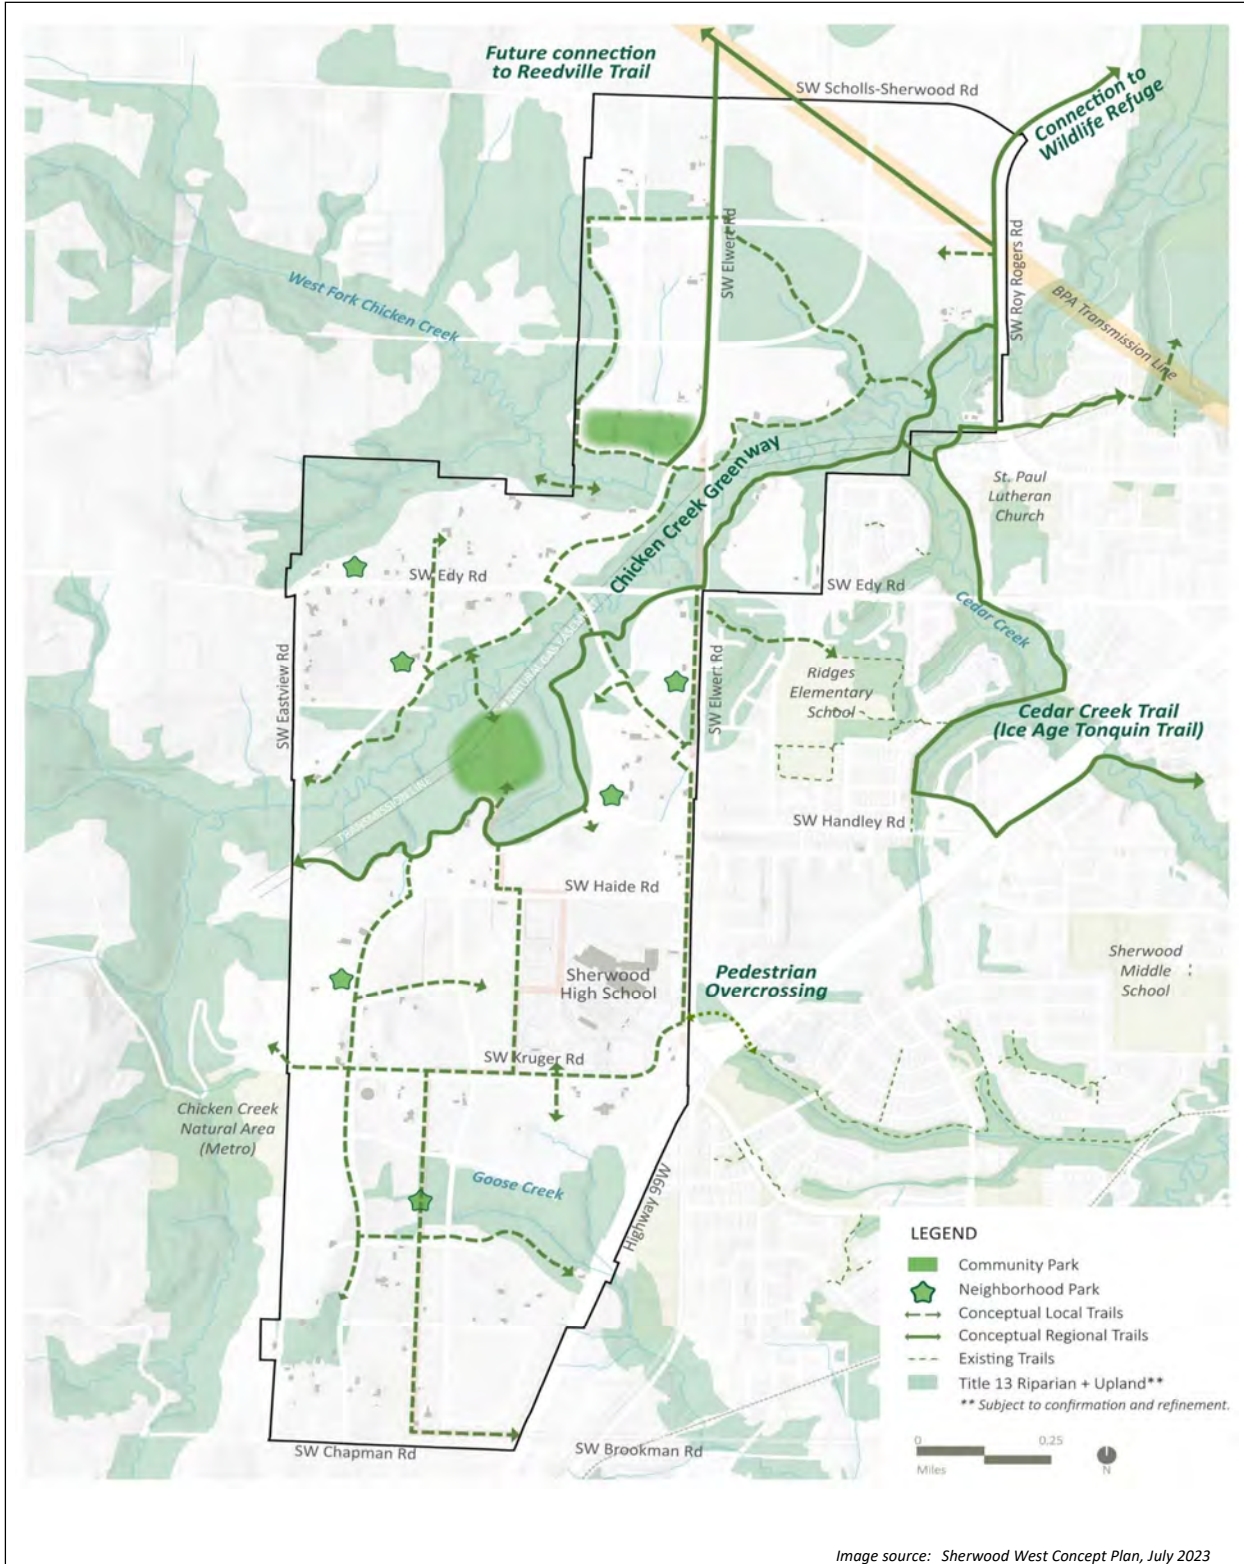 Future connection
to Reedville Trail
SW Scholls-Sherwood Rd
Connection to
Wildlife Refuge
SW Elwert Rd
SW Roy Rogers Rd
West Fork Chicken Creek
BPA Transmission Line
Chicken Creek Greenway
St. Paul
Lutheran
Church
SW Edy Rd
SW Edy Rd
Cedar Creek
SW Eastview Rd
SW Elwert Rd
Ridges
Elementary
School
Cedar Creek Trail
(Ice Age Tonquin Trail)
SW Handley Rd
SW Haide Rd
Sherwood
High School
Pedestrian
Overcrossing
Sherwood
Middle
School
SW Kruger Rd
Chicken Creek
Natural Area
(Metro)
Goose Creek
Highway 99W
SW Chapman Rd
SW Brookman Rd
LEGEND
Community Park
Neighborhood Park
Conceptual Local Trails
Conceptual Regional Trails
Existing Trails
Title 13 Riparian + Upland**
** Subject to confirmation and refinement.
0 0.25
Miles
N
Image source: Sherwood West Concept Plan, July 2023